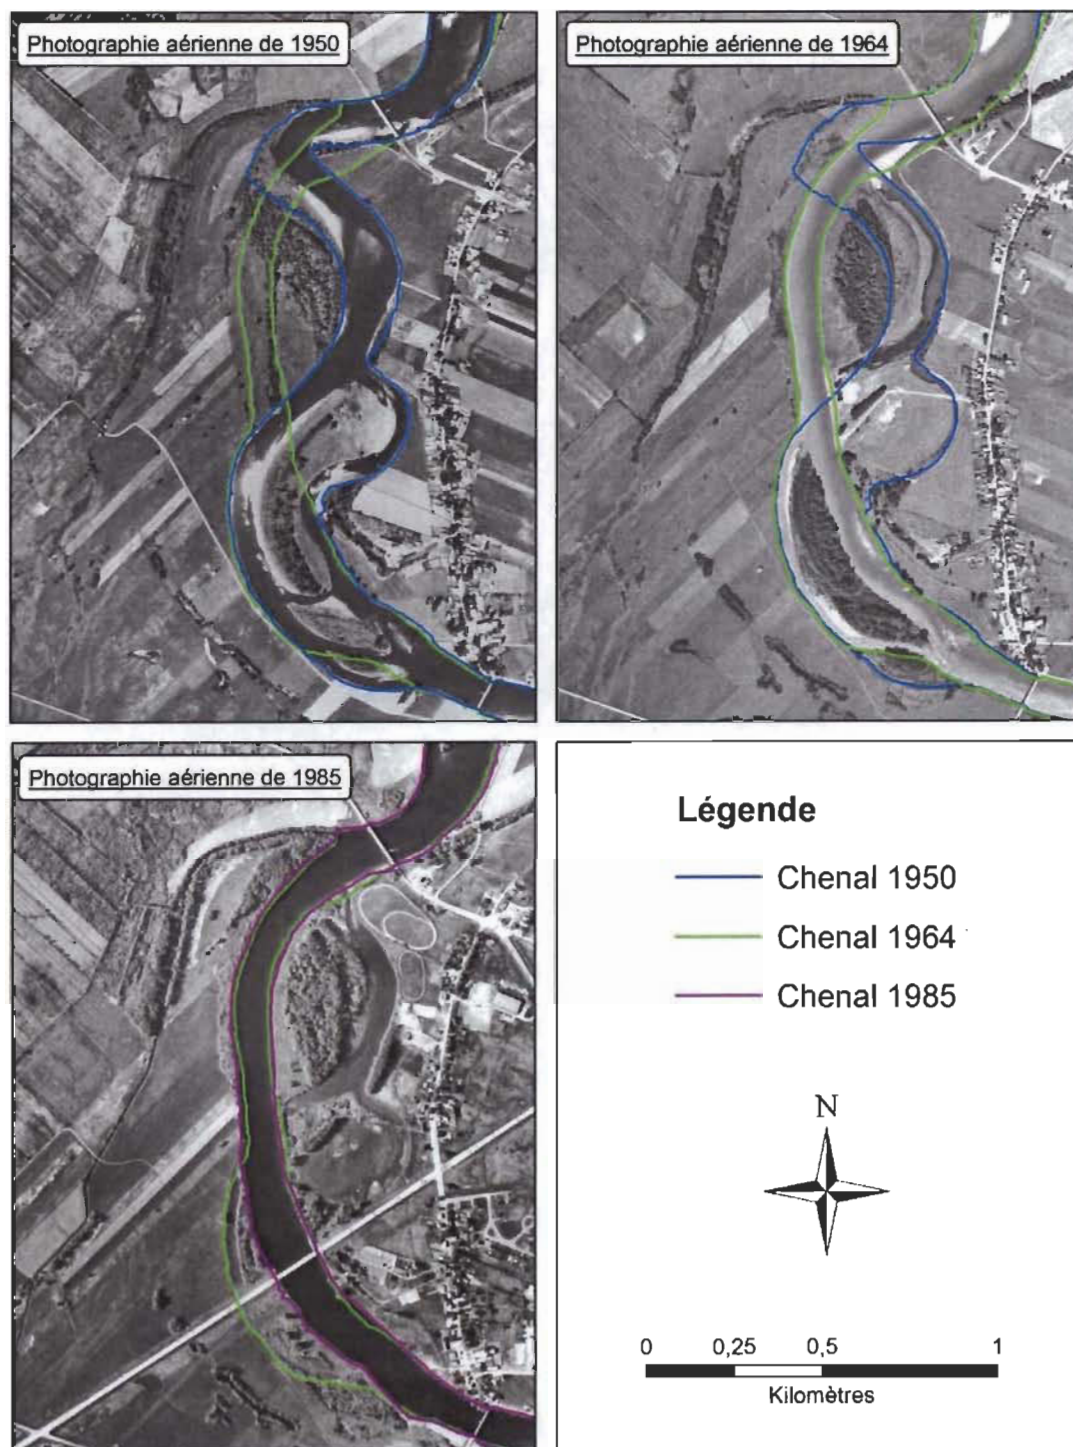 Photographie aérienne de 1950
Photographie aérienne de 1964
Photographie aérienne de 1985
Légende
Chenal 1950
Chenal 1964
Chenal 1985
N
0 0,25 0,5 1
Kilomètres